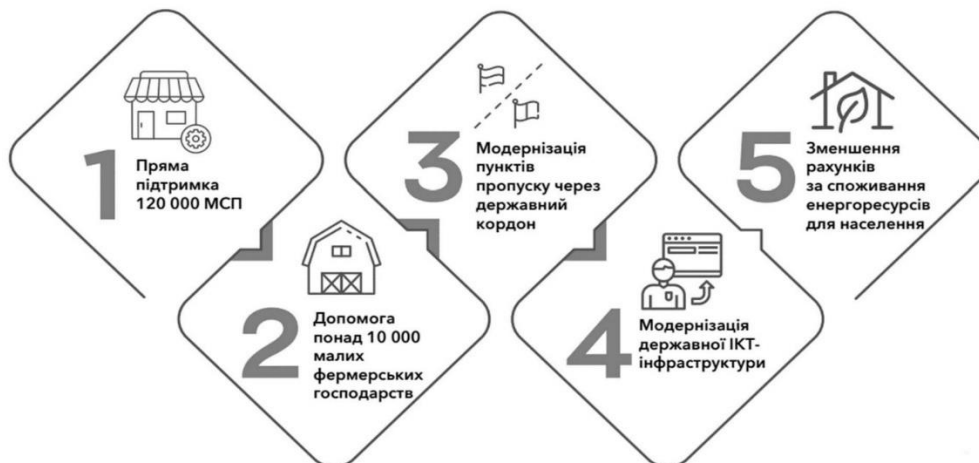 1
Пряма
підтримка
120 000 МСП
2
Допомога
понад 10 000
малих
фермерських
господарств
3
Модернізація
пунктів
пропуску через
державний
кордон
4
Модернізація
державної ІКТ-
інфраструктури
5
Зменшення
рахунків
за споживання
енергоресурсів
для населення